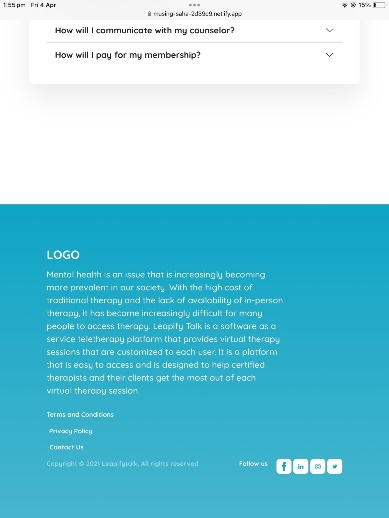 1:55 pm Fri 4 Apr
15%
musing-saha-2d89c9.netlify.app
How will I communicate with my counselor?
How will I pay for my membership?
LOGO
Mental health is an issue that is increasingly becoming
more prevalent in our society. With the high cost of
traditional therapy and the lack of availability of in-person
therapy, it has become increasingly difficult for many
people to access therapy. Leapify Talk is a software as a
service teletherapy platform that provides virtual therapy
sessions that are customized to each user. It is a platform
that is easy to access and is designed to help certified
therapists and their clients get the most out of each
virtual therapy session.
Terms and Conditions
Privacy Policy
Contact Us
Copyright © 2021 Leapifytalk, All rights reserved
Follow us